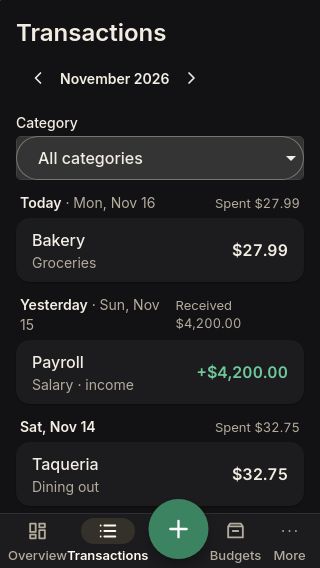 Transactions
November 2026
Category
All categories
Today · Mon, Nov 16 Spent $27.99
Bakery
Groceries
$27.99
Yesterday · Sun, Nov 15
Received $4,200.00
Payroll
Salary · income
+$4,200.00
Sat, Nov 14 Spent $32.75
Taqueria
Dining out
$32.75
Overview Transactions Budgets More